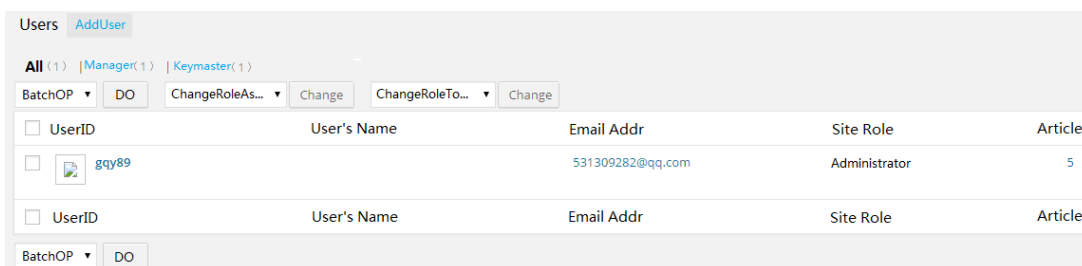 Users AddUser
All (1) | Manager(1) | Keymaster(1)
BatchOP DO ChangeRoleAs... Change ChangeRoleTo... Change
UserID User's Name Email Addr Site Role Article
gqy89 531309282@qq.com Administrator 5
UserID User's Name Email Addr Site Role Article
BatchOP DO